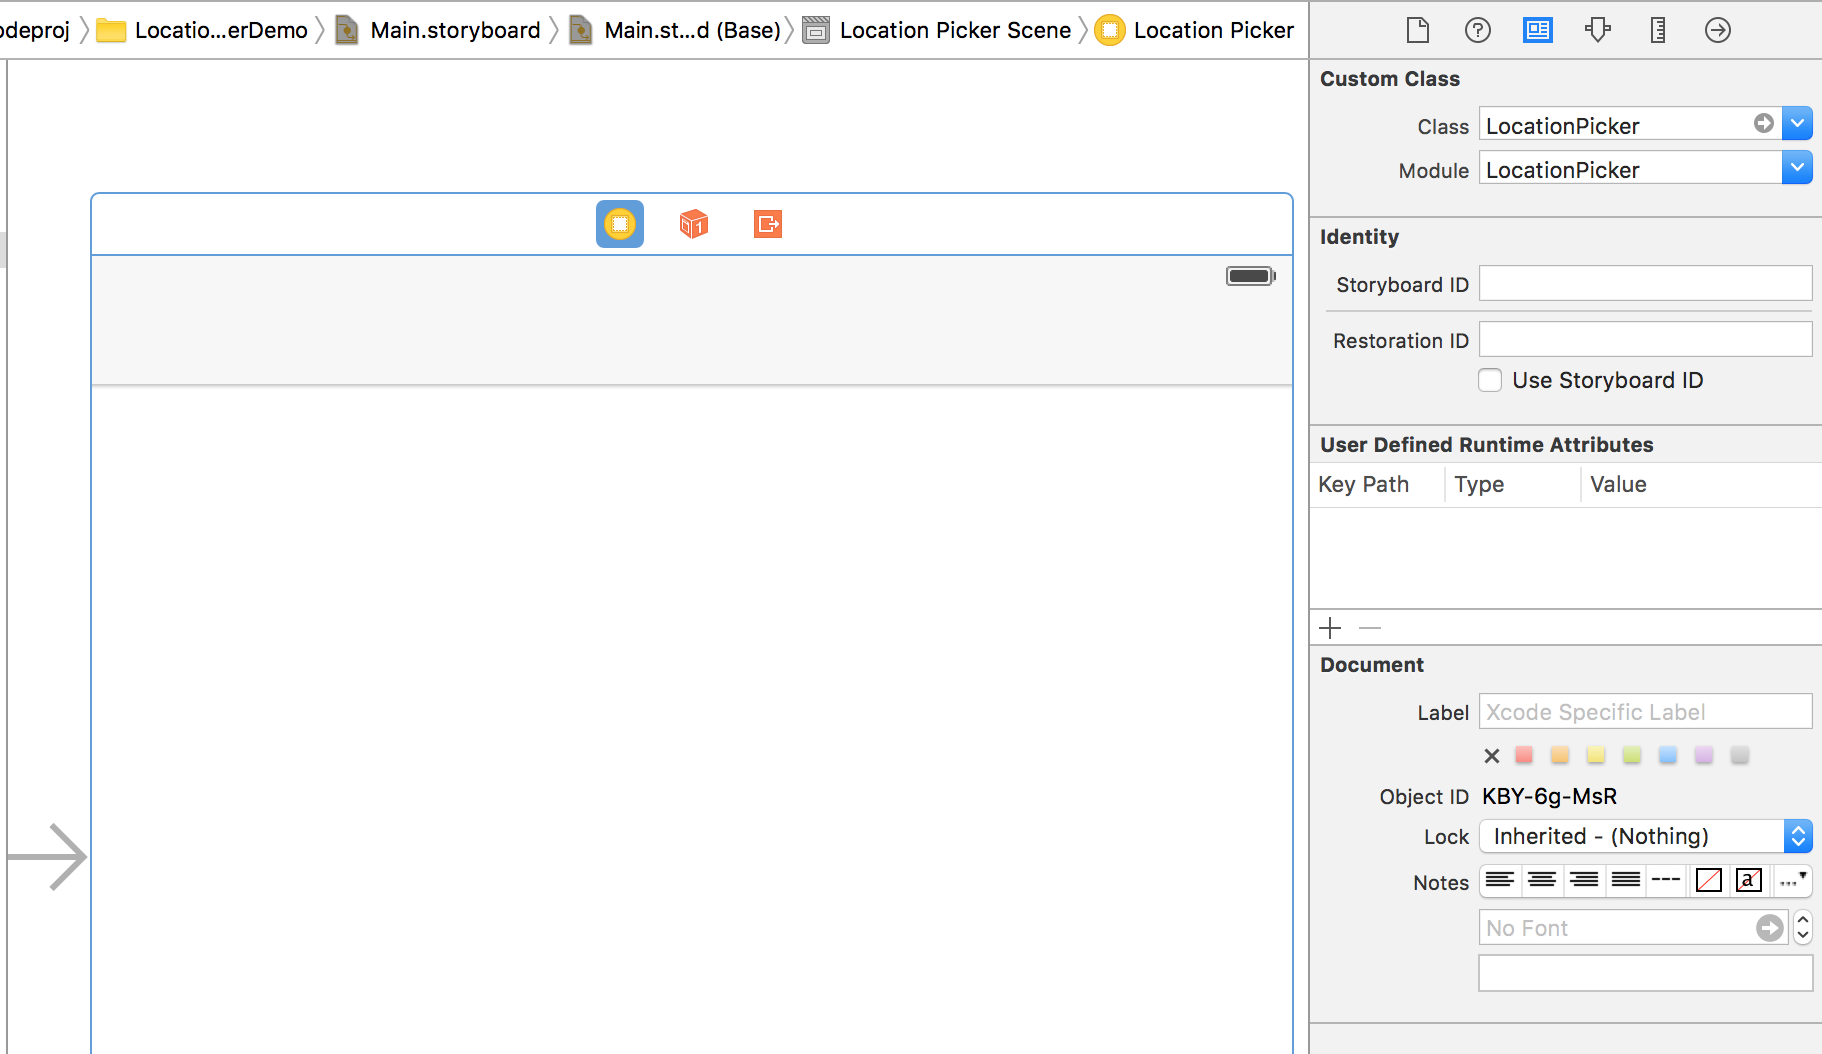 odeproj Locatio...erDemo Main.storyboard Main.st...d (Base) Location Picker Scene Location Picker
Custom Class
Class LocationPicker
Module LocationPicker
1
Identity
Storyboard ID
Restoration ID
Use Storyboard ID
User Defined Runtime Attributes
Key Path Type Value
Document
Label Xcode Specific Label
Object ID KBY-6g-MsR
Lock Inherited - (Nothing)
Notes a
No Font